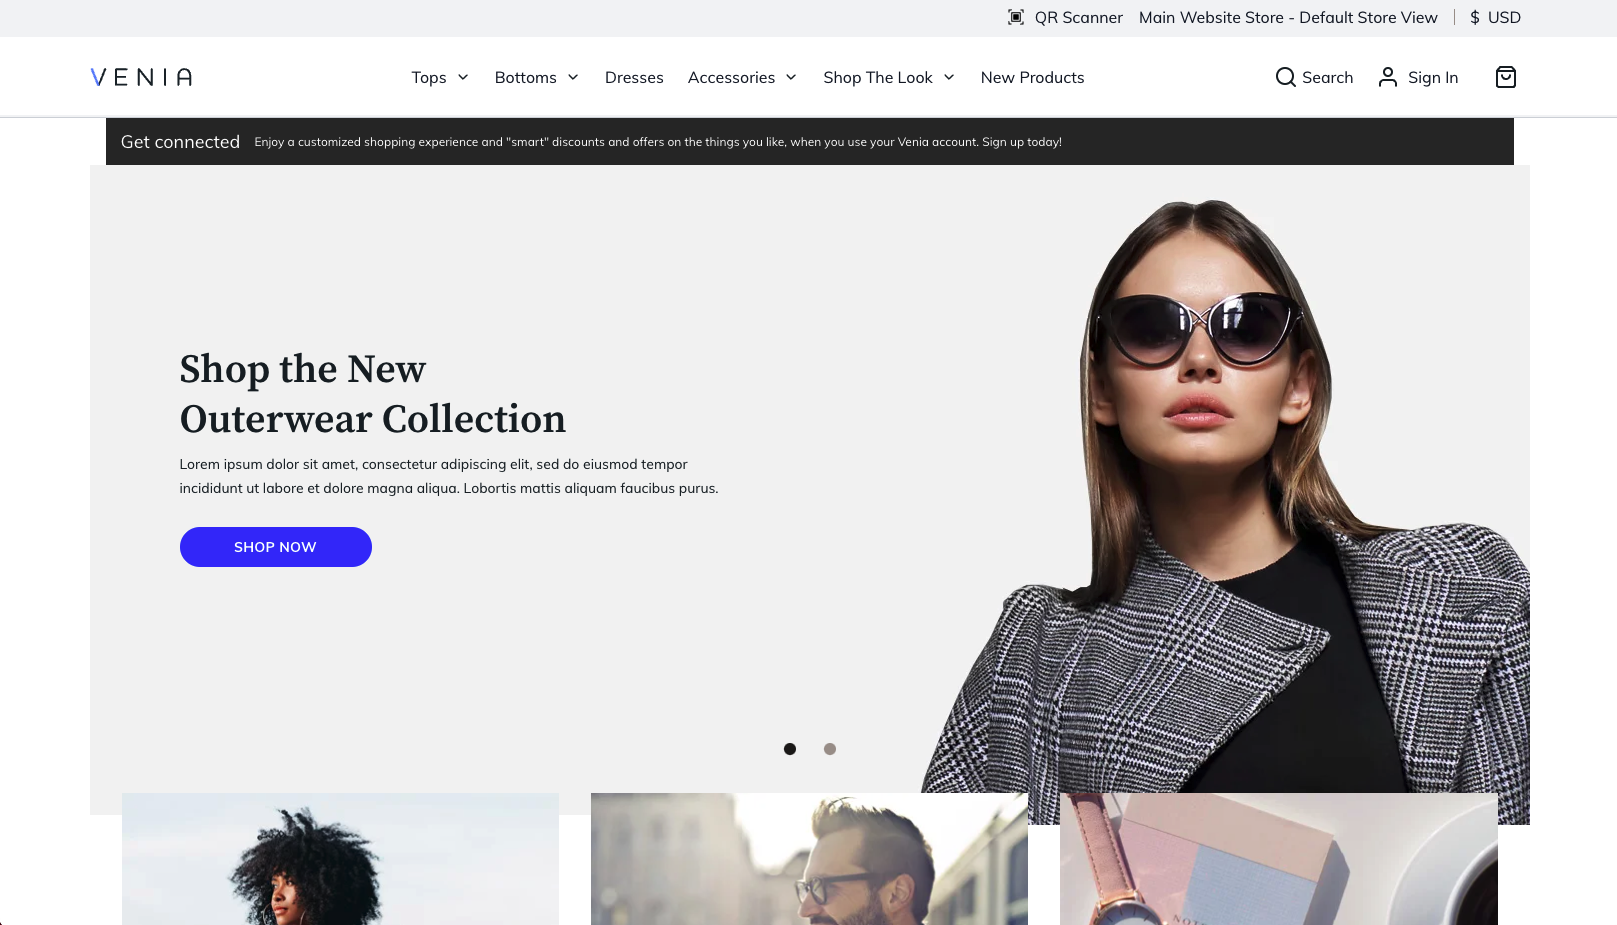 QR Scanner Main Website Store - Default Store View $ USD
VENIA Tops Bottoms Dresses Accessories Shop The Look New Products Search Sign In
Get connected Enjoy a customized shopping experience and "smart" discounts and offers on the things you like, when you use your Venia account. Sign up today!
Shop the New
Outerwear Collection
Lorem ipsum dolor sit amet, consectetur adipiscing elit, sed do eiusmod tempor
incididunt ut labore et dolore magna aliqua. Lobortis mattis aliquam faucibus purus.
SHOP NOW